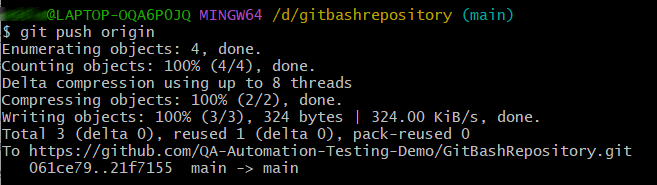 @LAPTOP-OQA6P0JQ MINGW64 /d/gitbashrepository (main)
$ git push origin
Enumerating objects: 4, done.
Counting objects: 100% (4/4), done.
Delta compression using up to 8 threads
Compressing objects: 100% (2/2), done.
Writing objects: 100% (3/3), 324 bytes | 324.00 KiB/s, done.
Total 3 (delta 0), reused 1 (delta 0), pack-reused 0
To https://github.com/QA-Automation-Testing-Demo/GitBashRepository.git
   061ce79..21f7155  main -> main